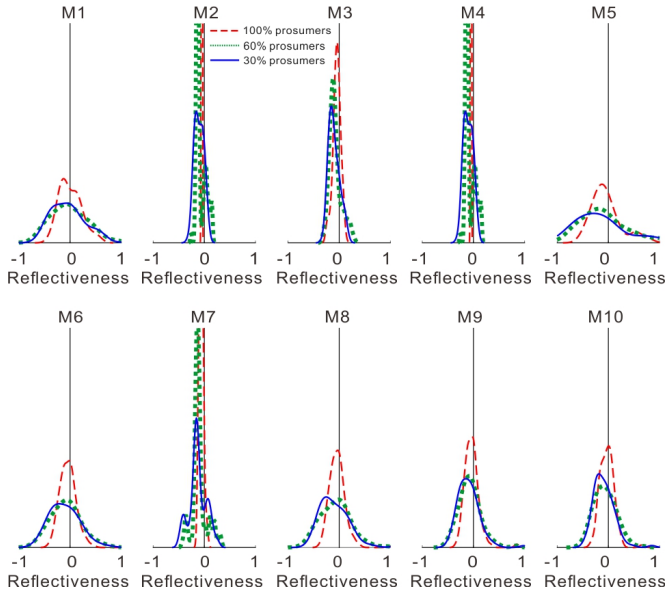 M1 M2 M3 M4 M5
100% prosumers
60% prosumers
30% prosumers
-1 0 1 -1 0 1 -1 0 1 -1 0 1 -1 0 1
Reflectiveness Reflectiveness Reflectiveness Reflectiveness Reflectiveness
M6 M7 M8 M9 M10
-1 0 1 -1 0 1 -1 0 1 -1 0 1 -1 0 1
Reflectiveness Reflectiveness Reflectiveness Reflectiveness Reflectiveness